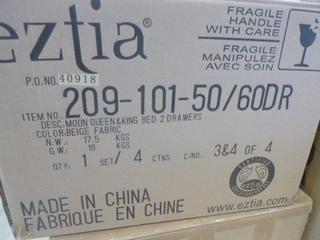 eztia™
FRAGILE
HANDLE
WITH CARE
FRAGILE
MANIPULEZ
AVEC SOIN
P.O.NO. 40918
ITEM NO.: 209-101-50/60DR
DESC: MOON QUEEN&KING BED 2 DRAWERS
COLOR: BEIGE FABRIC
N.W.: 17.5 KGS
G.W.: 19 KGS
QTY: 1 SET/ 4 CTNS C/NO.: 3&4 OF 4
MADE IN CHINA
FABRIQUE EN CHINE
CERTIFIED
eztia
www.eztia.com